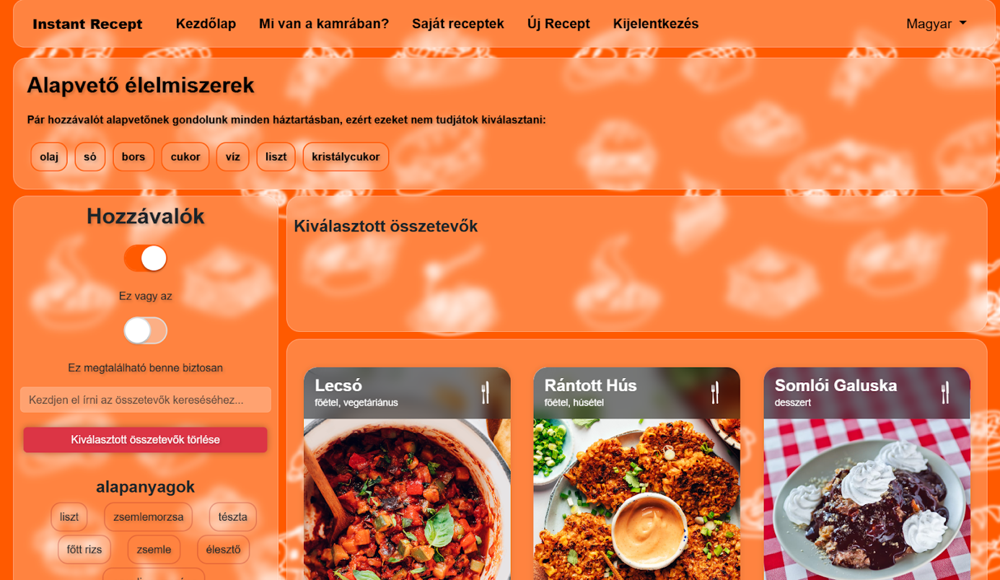 Instant Recept Kezdőlap Mi van a kamrában? Saját receptek Új Recept Kijelentkezés Magyar
Alapvető élelmiszerek
Pár hozzávalót alapvetőnek gondolunk minden háztartásban, ezért ezeket nem tudjátok kiválasztani:
olaj só bors cukor víz liszt kristálycukor
Hozzávalók
Ez vagy az
Ez megtalálható benne biztosan
Kezdjen el írni az összetevők kereséséhez...
Kiválasztott összetevők törlése
alapanyagok
liszt zsemlemorzsa tészta
főtt rizs zsemle élesztő
Kiválasztott összetevők
Lecsó
főétel, vegetáriánus
Rántott Hús
főétel, húsétel
Somlói Galuska
desszert